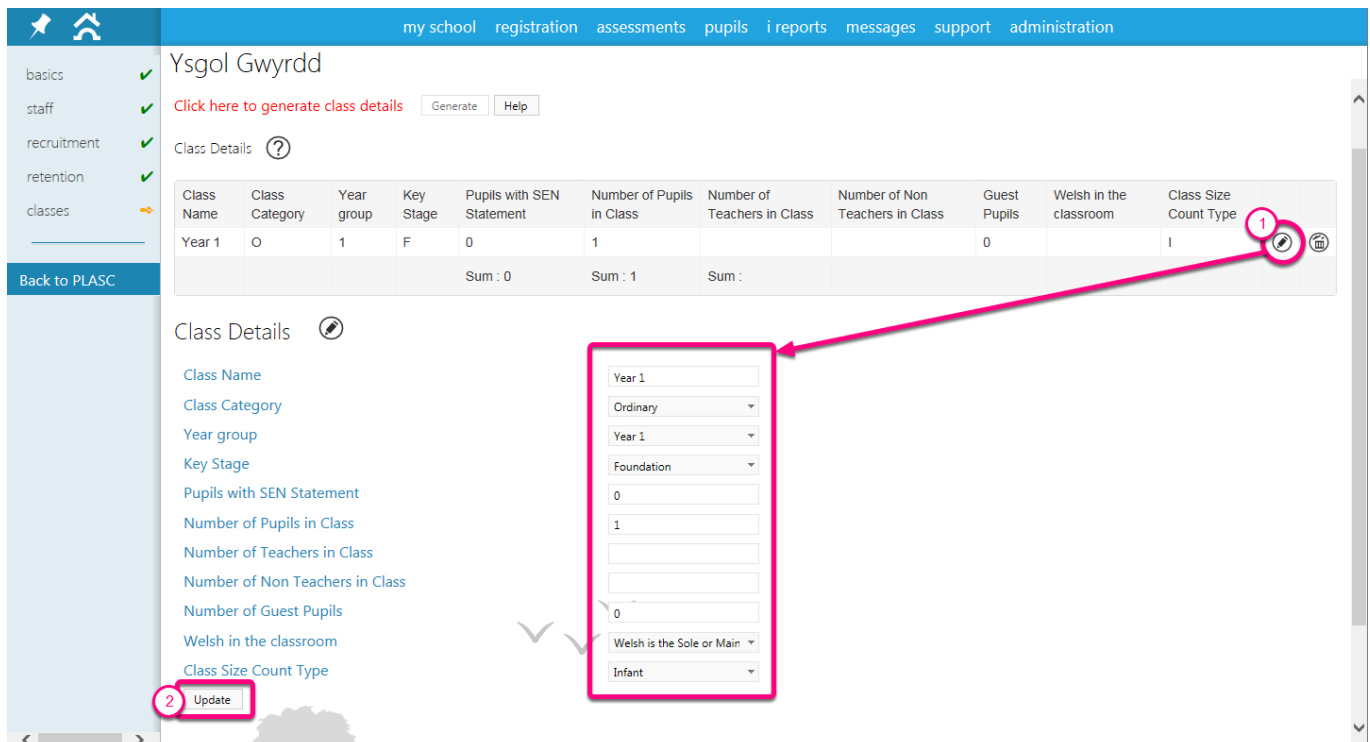 my school registration assessments pupils i reports messages support administration
basics
staff
recruitment
retention
classes
Back to PLASC
Ysgol Gwyrdd
Click here to generate class details Generate Help
Class Details ?
Class Name Class Category Year group Key Stage Pupils with SEN Statement Number of Pupils in Class Number of Teachers in Class Number of Non Teachers in Class Guest Pupils Welsh in the classroom Class Size Count Type
1
Year 1 O 1 F 0 1 0 I
Sum : 0 Sum : 1 Sum :
Class Details
Class Name Year 1
Class Category Ordinary
Year group Year 1
Key Stage Foundation
Pupils with SEN Statement 0
Number of Pupils in Class 1
Number of Teachers in Class
Number of Non Teachers in Class
Number of Guest Pupils 0
Welsh in the classroom Welsh is the Sole or Main
Class Size Count Type Infant
2 Update